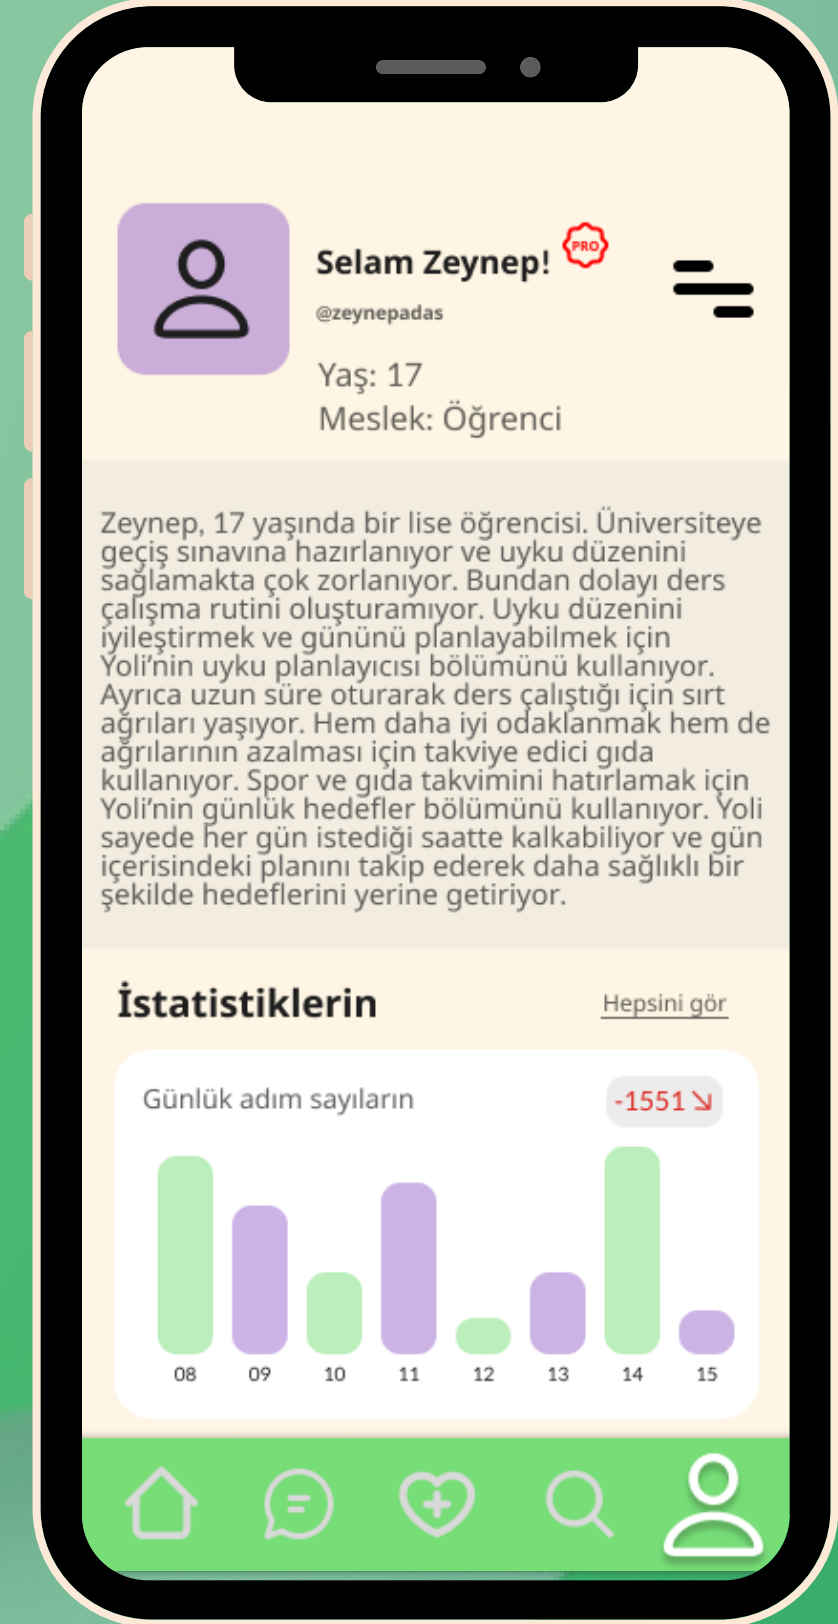 Selam Zeynep!
PRO
@zeynepadas
Yaş: 17
Meslek: Öğrenci
Zeynep, 17 yaşında bir lise öğrencisi. Üniversiteye
geçiş sınavına hazırlanıyor ve uyku düzenini
sağlamakta çok zorlanıyor. Bundan dolayı ders
çalışma rutini oluşturamıyor. Uyku düzenini
iyileştirmek ve gününü planlayabilmek için
Yoli’nin uyku planlayıcısı bölümünü kullanıyor.
Ayrıca uzun süre oturarak ders çalıştığı için sırt
ağrıları yaşıyor. Hem daha iyi odaklanmak hem de
ağrılarının azalması için takviye edici gıda
kullanıyor. Spor ve gıda takvimini hatırlamak için
Yoli’nin günlük hedefler bölümünü kullanıyor. Yoli
sayede her gün istediği saatte kalkabiliyor ve gün
içerisindeki planını takip ederek daha sağlıklı bir
şekilde hedeflerini yerine getiriyor.
İstatistiklerin
Hepsini gör
Günlük adım sayıların
-1551
08 09 10 11 12 13 14 15